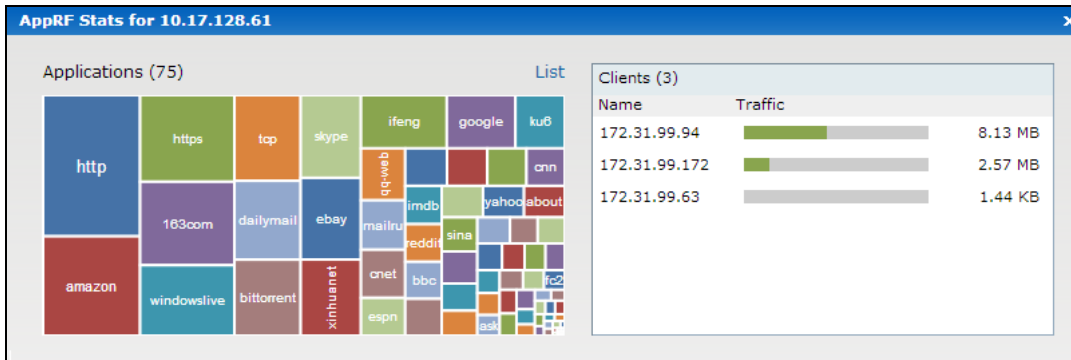 AppRF Stats for 10.17.128.61 x
Applications (75) List
http
https
tcp
skype
ifeng
google
ku6
qq-web
cnn
imdb
yahoo
about
163com
dailymail
ebay
mailru
reddit
sina
amazon
windowslive
bittorrent
xinhuanet
cnet
bbc
fc2
espn
ask
Clients (3)
Name Traffic
172.31.99.94 8.13 MB
172.31.99.172 2.57 MB
172.31.99.63 1.44 KB